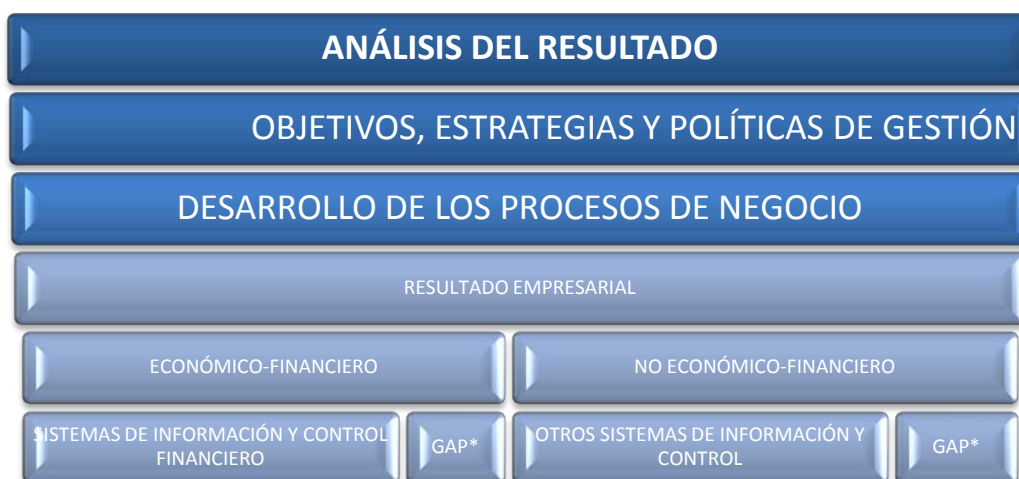 ANÁLISIS DEL RESULTADO
OBJETIVOS, ESTRATEGIAS Y POLÍTICAS DE GESTIÓN
DESARROLLO DE LOS PROCESOS DE NEGOCIO
RESULTADO EMPRESARIAL
ECONÓMICO-FINANCIERO
NO ECONÓMICO-FINANCIERO
SISTEMAS DE INFORMACIÓN Y CONTROL
FINANCIERO
GAP*
OTROS SISTEMAS DE INFORMACIÓN Y
CONTROL
GAP*